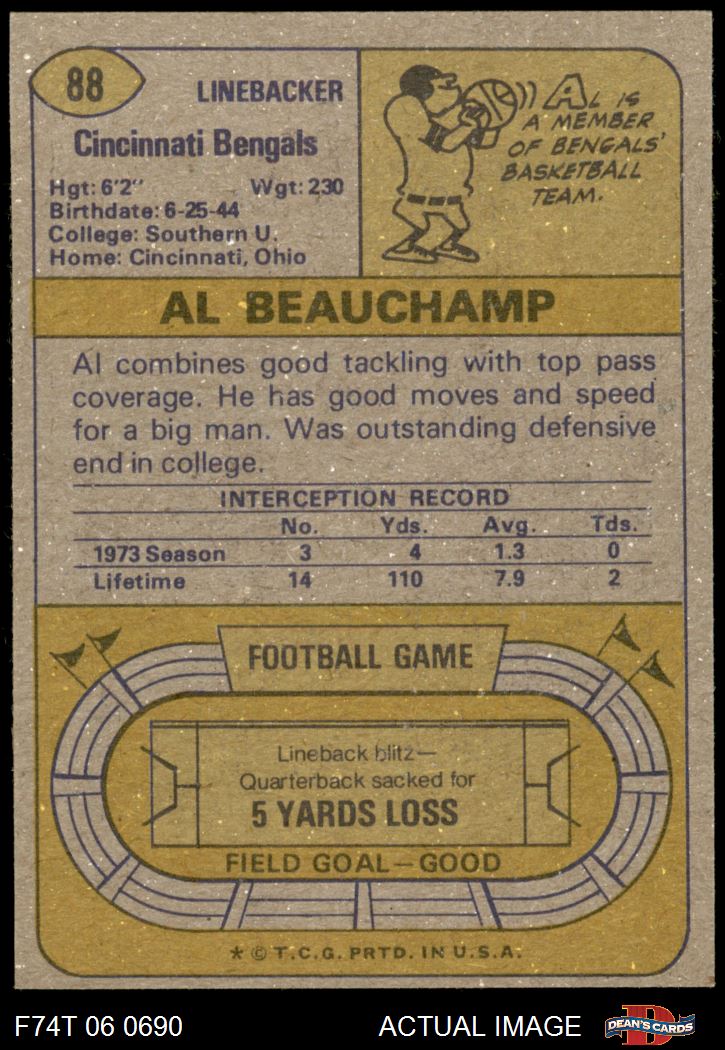 88
LINEBACKER
Cincinnati Bengals
Hgt: 6'2" Wgt: 230
Birthdate: 6-25-44
College: Southern U.
Home: Cincinnati, Ohio
AL IS
A MEMBER
OF BENGALS'
BASKETBALL
TEAM.
AL BEAUCHAMP
Al combines good tackling with top pass
coverage. He has good moves and speed
for a big man. Was outstanding defensive
end in college.
INTERCEPTION RECORD
No. Yds. Avg. Tds.
1973 Season 3 4 1.3 0
Lifetime 14 110 7.9 2
FOOTBALL GAME
Lineback blitz—
Quarterback sacked for
5 YARDS LOSS
FIELD GOAL—GOOD
* © T.C.G. PRTD. IN U.S.A.
F74T 06 0690 ACTUAL IMAGE
D
DEAN'S CARDS